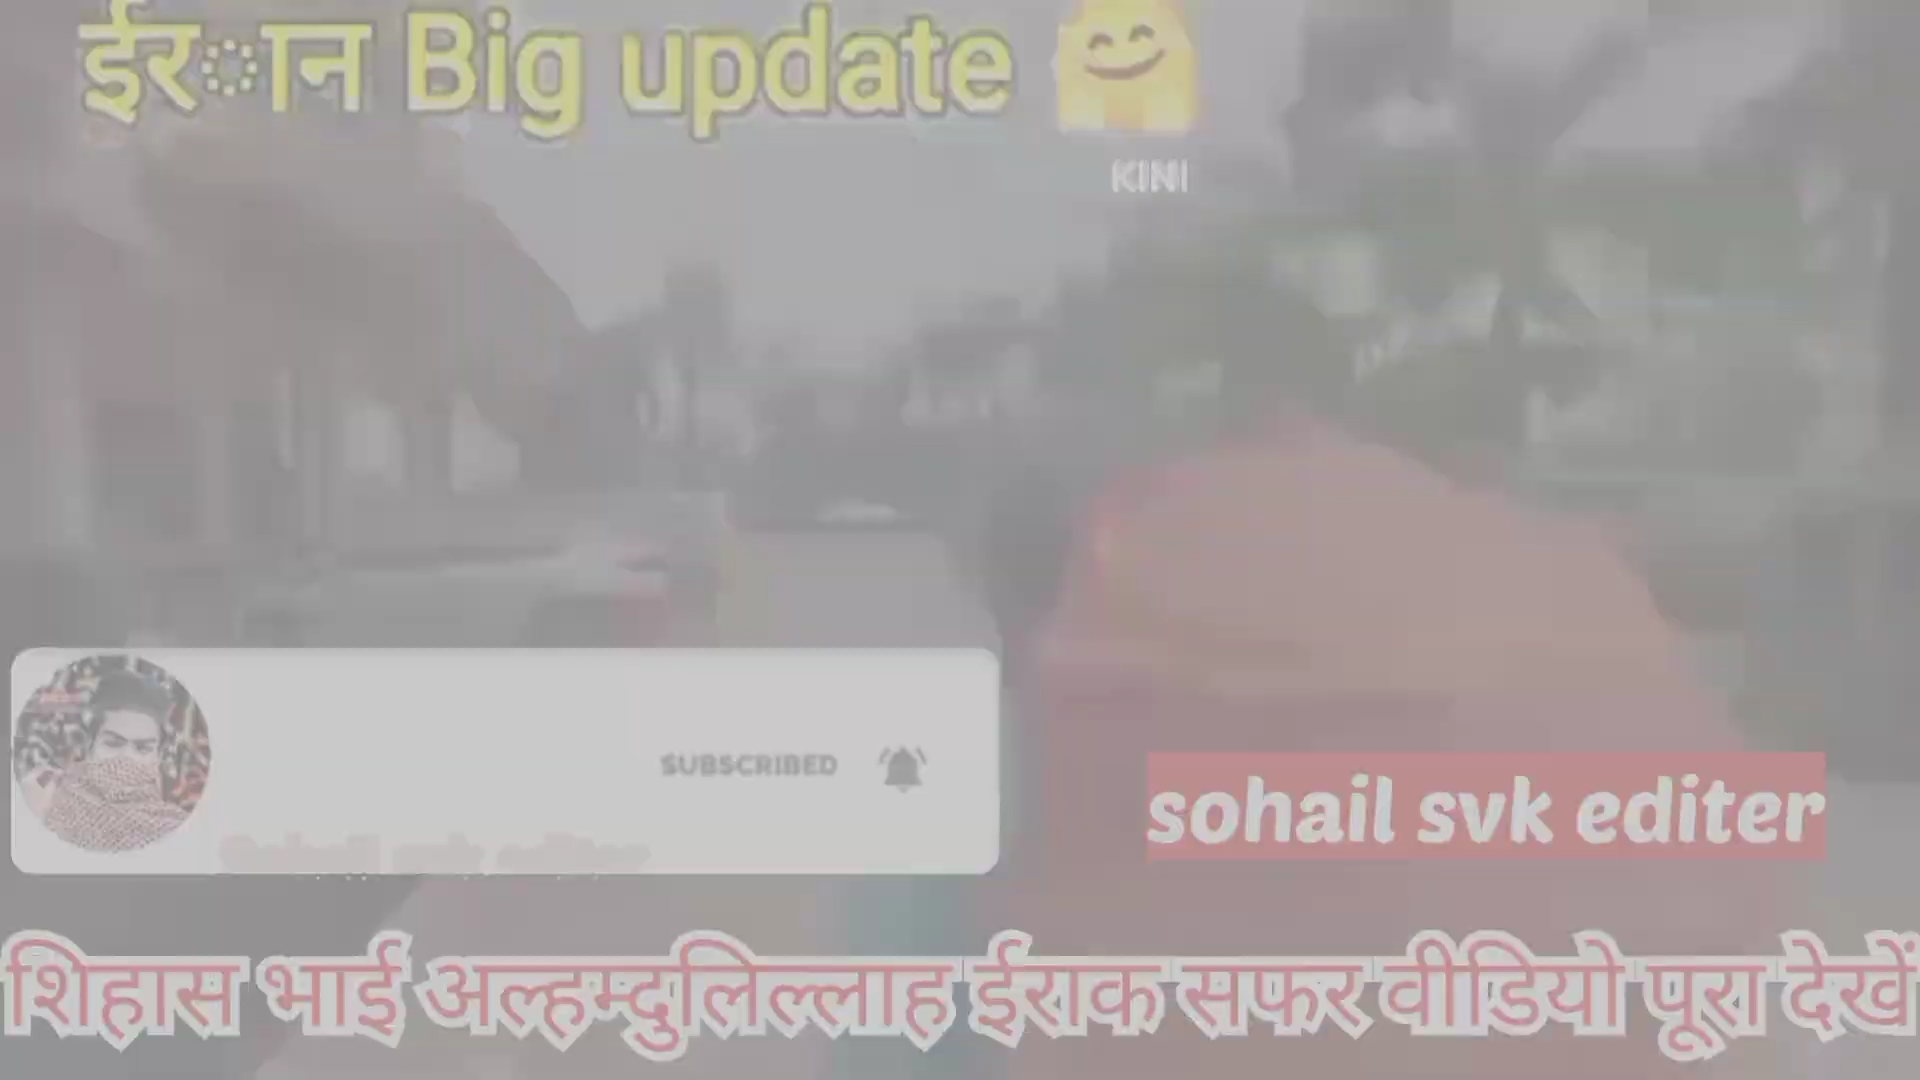 ईरान Big update 🤗
KINI
SUBSCRIBED
sohail svk editer
शिहास भाई अल्हम्दुलिल्लाह ईराक सफर वीडियो पूरा देखें